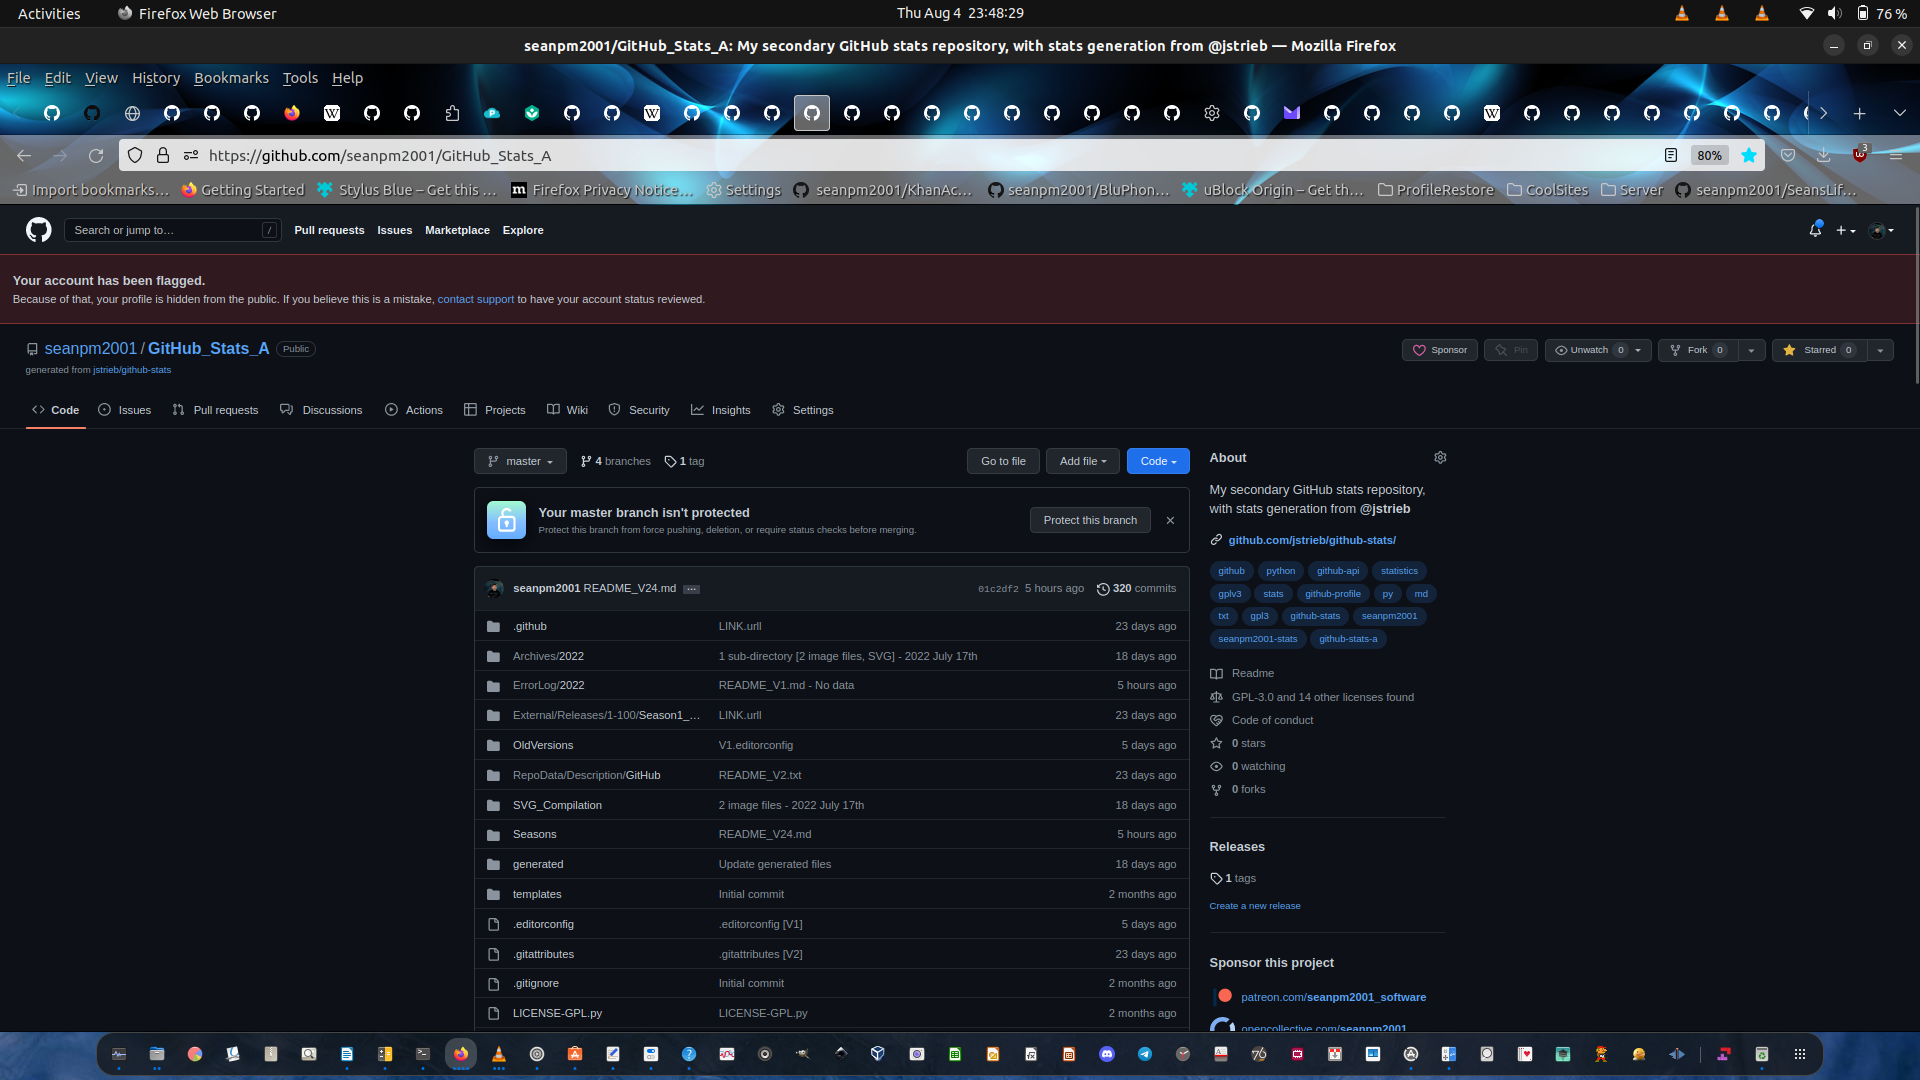 Activities
Firefox Web Browser
Thu Aug 4 23:48:29
76 %
seanpm2001/GitHub_Stats_A: My secondary GitHub stats repository, with stats generation from @jstrieb — Mozilla Firefox
File Edit View History Bookmarks Tools Help
https://github.com/seanpm2001/GitHub_Stats_A
80%
3
Import bookmarks… Getting Started Stylus Blue – Get this … Firefox Privacy Notice… Settings seanpm2001/KhanAc… seanpm2001/BluPhon… uBlock Origin – Get th… ProfileRestore CoolSites Server seanpm2001/SeansLif…
Search or jump to… /
Pull requests Issues Marketplace Explore
Your account has been flagged.
Because of that, your profile is hidden from the public. If you believe this is a mistake, contact support to have your account status reviewed.
seanpm2001 / GitHub_Stats_A Public
generated from jstrieb/github-stats
Sponsor Pin Unwatch 0 Fork 0 Starred 0
Code Issues Pull requests Discussions Actions Projects Wiki Security Insights Settings
master 4 branches 1 tag Go to file Add file Code
Your master branch isn't protected
Protect this branch from force pushing, deletion, or require status checks before merging.
Protect this branch
seanpm2001 README_V24.md … 01c2df2 5 hours ago 320 commits
.github LINK.urll 23 days ago
Archives/2022 1 sub-directory [2 image files, SVG] - 2022 July 17th 18 days ago
ErrorLog/2022 README_V1.md - No data 5 hours ago
External/Releases/1-100/Season1_… LINK.urll 23 days ago
OldVersions V1.editorconfig 5 days ago
RepoData/Description/GitHub README_V2.txt 23 days ago
SVG_Compilation 2 image files - 2022 July 17th 18 days ago
Seasons README_V24.md 5 hours ago
generated Update generated files 18 days ago
templates Initial commit 2 months ago
.editorconfig .editorconfig [V1] 5 days ago
.gitattributes .gitattributes [V2] 23 days ago
.gitignore Initial commit 2 months ago
LICENSE-GPL.py LICENSE-GPL.py 2 months ago
About
My secondary GitHub stats repository,
with stats generation from @jstrieb
github.com/jstrieb/github-stats/
github python github-api statistics
gplv3 stats github-profile py md
txt gpl3 github-stats seanpm2001
seanpm2001-stats github-stats-a
Readme
GPL-3.0 and 14 other licenses found
Code of conduct
0 stars
0 watching
0 forks
Releases
1 tags
Create a new release
Sponsor this project
patreon.com/seanpm2001_software
opencollective.com/seanpm2001